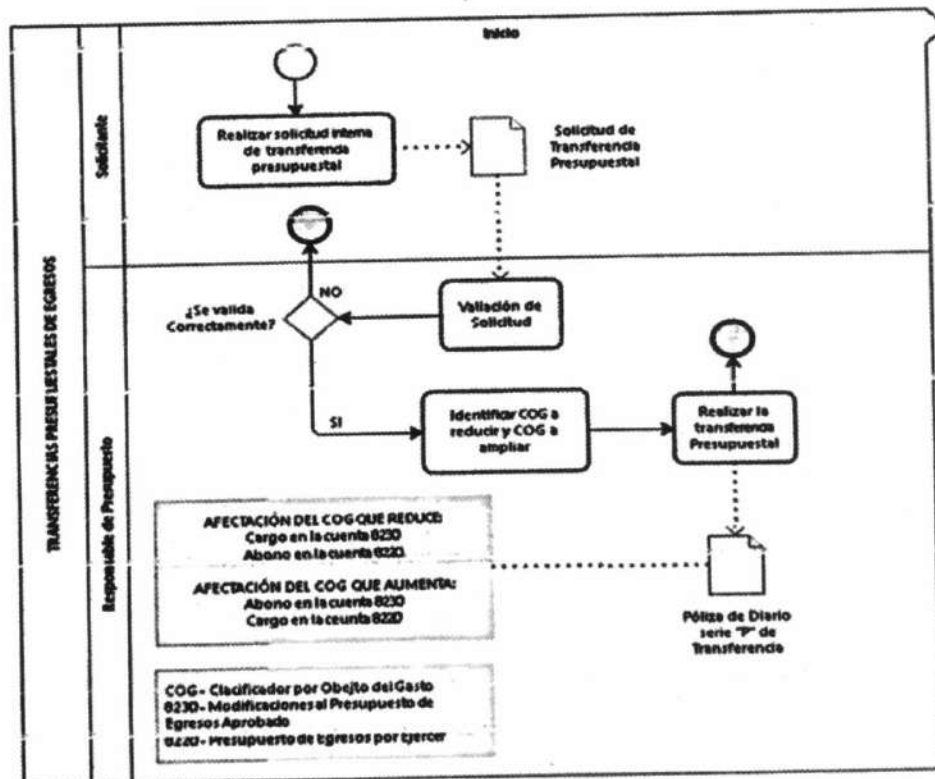 Inicio
TRANSFERENCIAS PRESUPUESTALES DE EGRESOS
Solicitante
Realizar solicitud interna
de transferencia
presupuestal
Solicitud de
Transferencia
Presupuestal
Responsable de Presupuesto
¿Se valida
Correctamente?
NO
Valiación de
Solicitud
SI
Identificar COG a
reducir y COG a
ampliar
Realizar la
transferencia
Presupuestal
AFECTACIÓN DEL COG QUE REDUCE:
Cargo en la cuenta 8230
Abono en la cuenta 8220
AFECTACIÓN DEL COG QUE AUMENTA:
Abono en la cuenta 8230
Cargo en la ceunta 8220
Póliza de Diario
serie "P" de
Transferencia
COG - Clacificador por Obejto del Gasto
8230 - Modificaciones al Presupuesto de
Egresos Aprobado
8220 - Presupuesto de Egresos por Ejercer